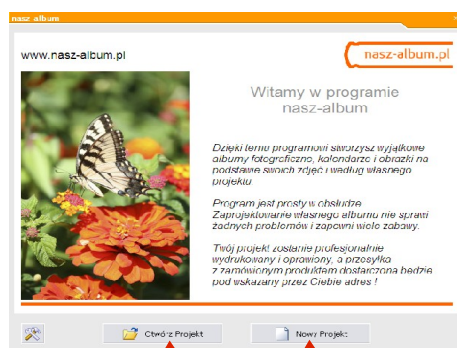 nasz album
www.nasz-album.pl
nasz-album.pl
Witamy w programie
nasz-album
Dzięki temu programowi stworzysz wyjątkowe
albumy fotograficzne, kalendarze i obrazki na
podstawie swoich zdjęć i według własnego
projektu
Program jest prosty w obsłudze
Zaprojektowanie własnego albumu nie sprawi
żadnych problemów i zapewni wiele zabawy.
Twój projekt zostanie profesjonalnie
wydrukowany i oprawiony, a przesyłka
z zamówionym produktem dostarczona będzie
pod wskazany przez Ciebie adres !
Otwórz Projekt
Nowy Projekt